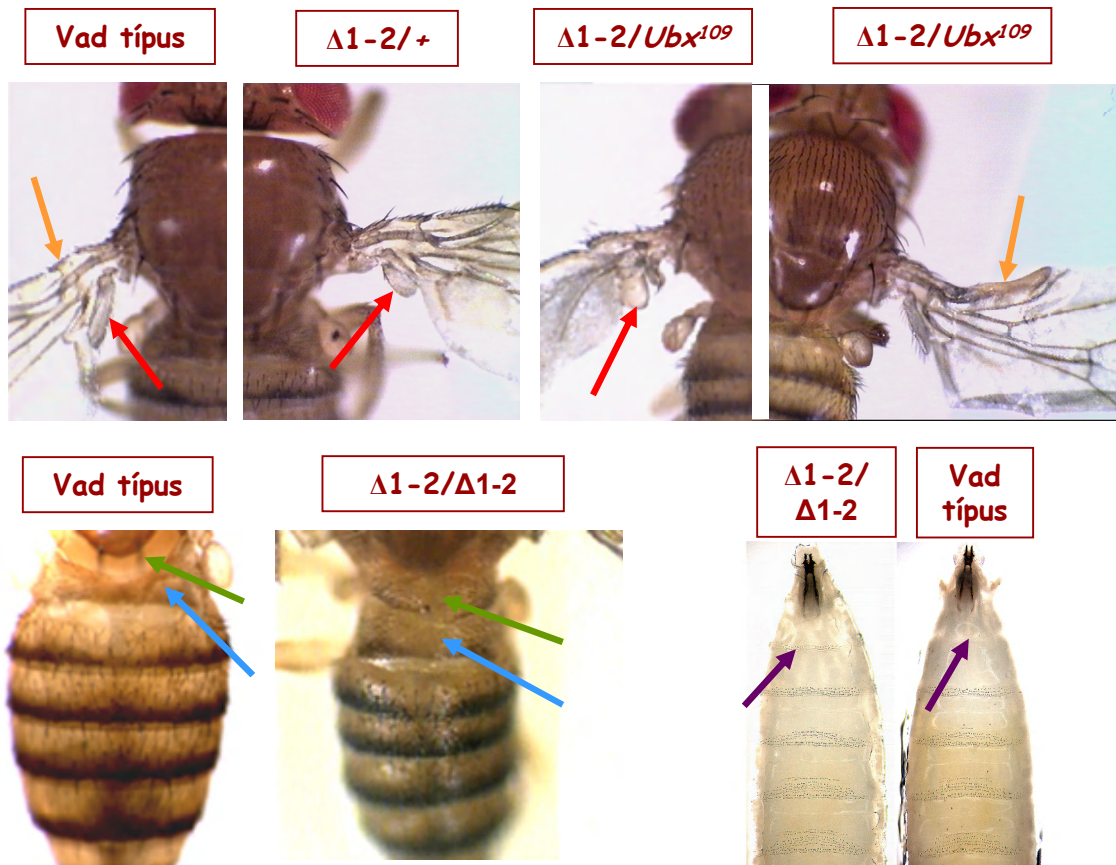 Vad típus
Δ1-2/+
Δ1-2/Ubx¹⁰⁹
Δ1-2/Ubx¹⁰⁹
Vad típus
Δ1-2/Δ1-2
Δ1-2/
Δ1-2
Vad
típus